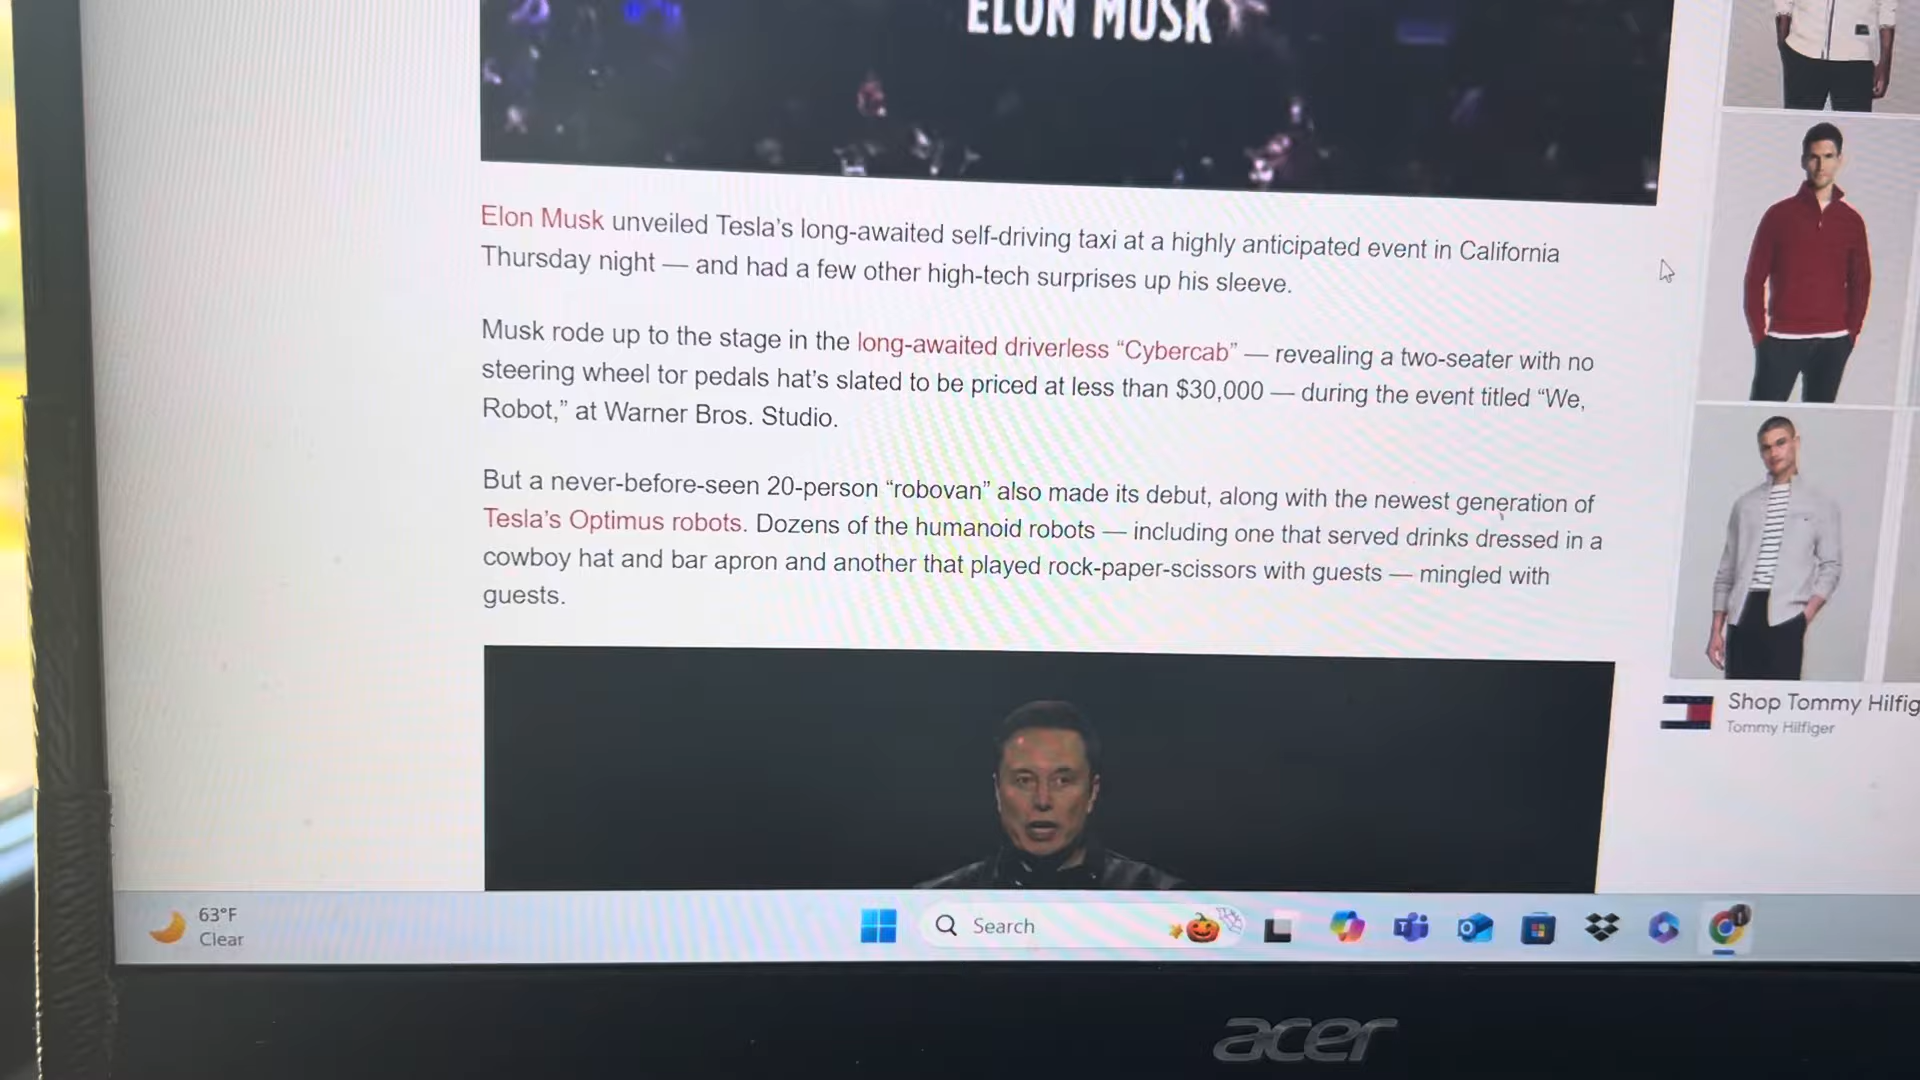 ELON MUSK
Elon Musk unveiled Tesla’s long-awaited self-driving taxi at a highly anticipated event in California
Thursday night — and had a few other high-tech surprises up his sleeve.
Musk rode up to the stage in the long-awaited driverless “Cybercab” — revealing a two-seater with no
steering wheel tor pedals hat’s slated to be priced at less than $30,000 — during the event titled “We,
Robot,” at Warner Bros. Studio.
But a never-before-seen 20-person “robovan” also made its debut, along with the newest generation of
Tesla’s Optimus robots. Dozens of the humanoid robots — including one that served drinks dressed in a
cowboy hat and bar apron and another that played rock-paper-scissors with guests — mingled with
guests.
Shop Tommy Hilfig
Tommy Hilfiger
63°F
Clear
Search
acer